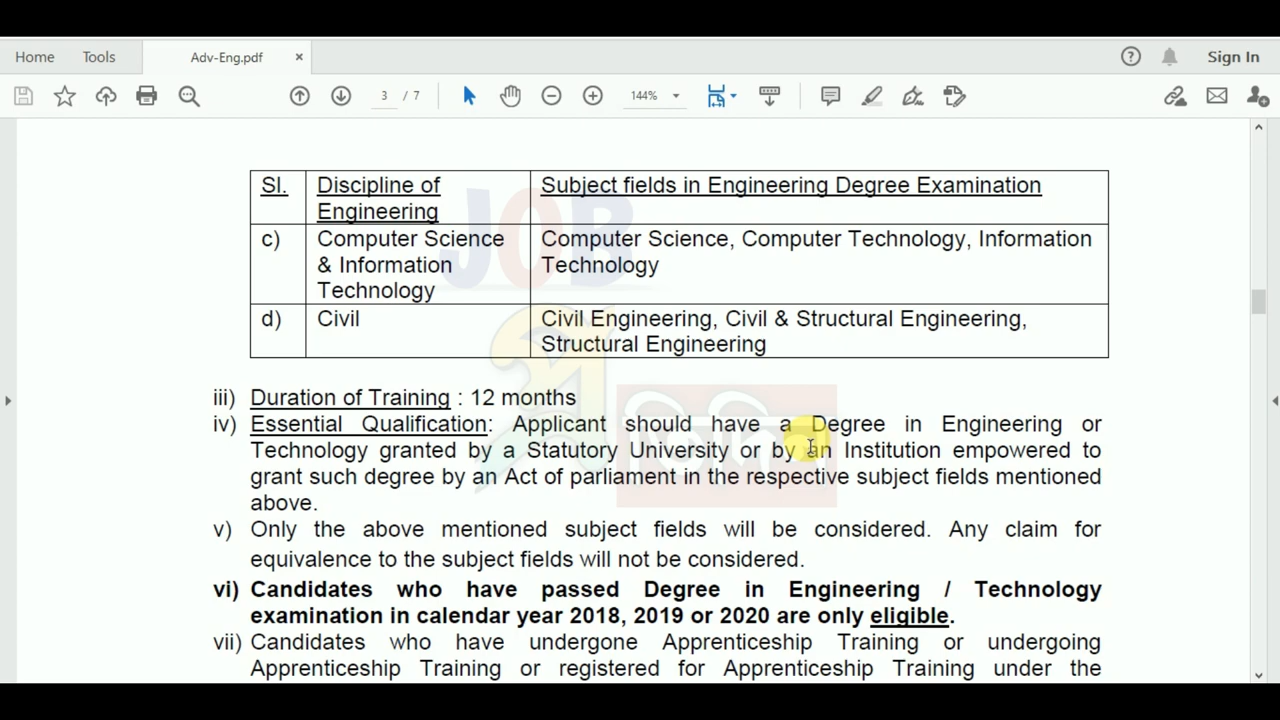 Home Tools Adv-Eng.pdf × ? Sign In
3 / 7 144%
Sl. Discipline of Engineering Subject fields in Engineering Degree Examination
c) Computer Science & Information Technology Computer Science, Computer Technology, Information Technology
d) Civil Civil Engineering, Civil & Structural Engineering, Structural Engineering
JOB
iii) Duration of Training : 12 months
iv) Essential Qualification: Applicant should have a Degree in Engineering or
Technology granted by a Statutory University or by an Institution empowered to
grant such degree by an Act of parliament in the respective subject fields mentioned
above.
v) Only the above mentioned subject fields will be considered. Any claim for
equivalence to the subject fields will not be considered.
vi) Candidates who have passed Degree in Engineering / Technology
examination in calendar year 2018, 2019 or 2020 are only eligible.
vii) Candidates who have undergone Apprenticeship Training or undergoing
Apprenticeship Training or registered for Apprenticeship Training under the